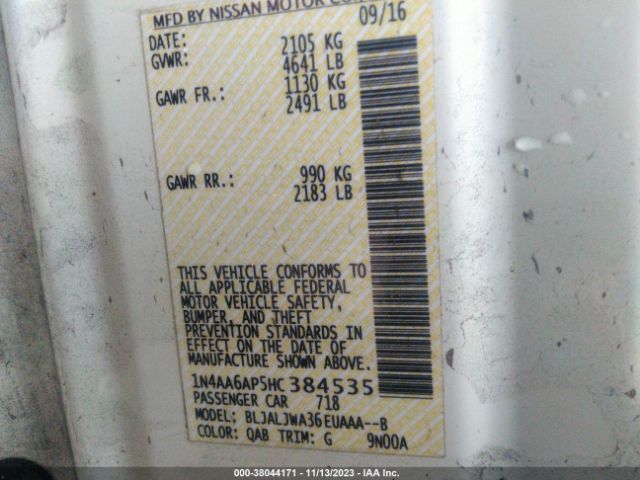 MFD BY NISSAN MOTOR CO
DATE: 09/16
GVWR: 2105 KG
4641 LB
GAWR FR.: 1130 KG
2491 LB
GAWR RR.: 990 KG
2183 LB
THIS VEHICLE CONFORMS TO
ALL APPLICABLE FEDERAL
MOTOR VEHICLE SAFETY,
BUMPER, AND THEFT
PREVENTION STANDARDS IN
EFFECT ON THE DATE OF
MANUFACTURE SHOWN ABOVE.
1N4AA6AP5HC384535
PASSENGER CAR 718
MODEL: BLJALJWA36EUAAA--B
COLOR: QAB TRIM: G 9N00A
000-38044171 - 11/13/2023 - IAA Inc.